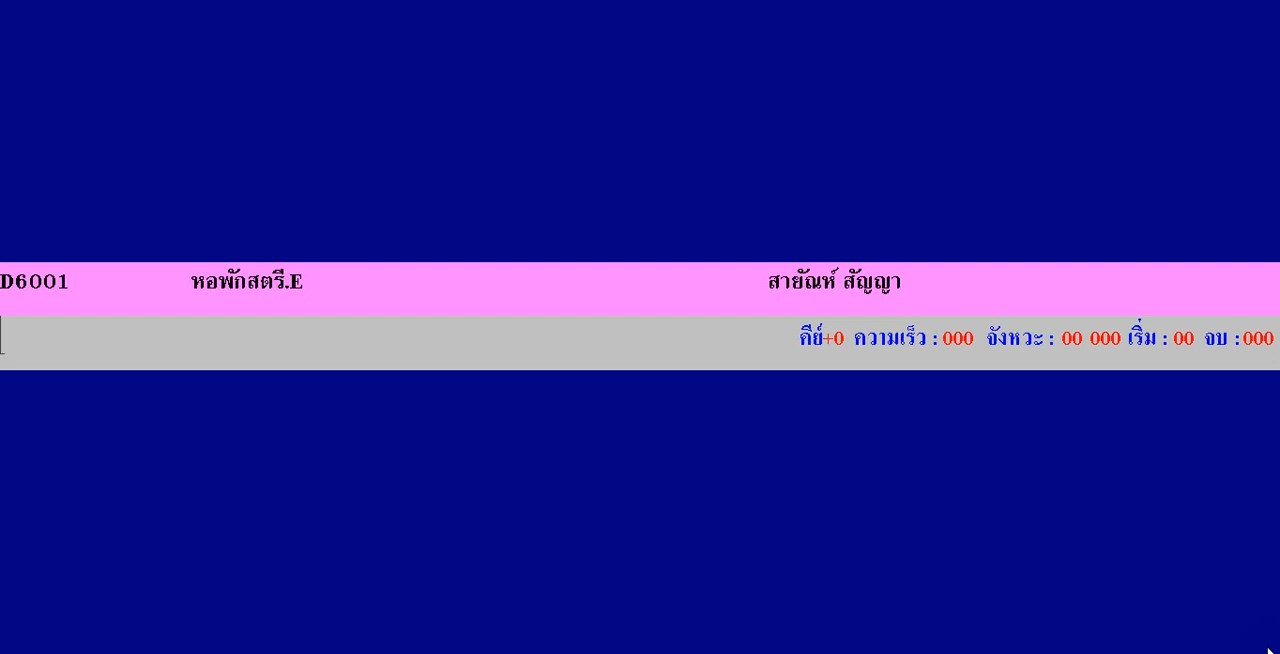 D6001 หอพักสตรี.E สายัณห์ สัญญา
คีย์+0 ความเร็ว : 000 จังหวะ : 00 000 เริ่ม : 00 จบ :000